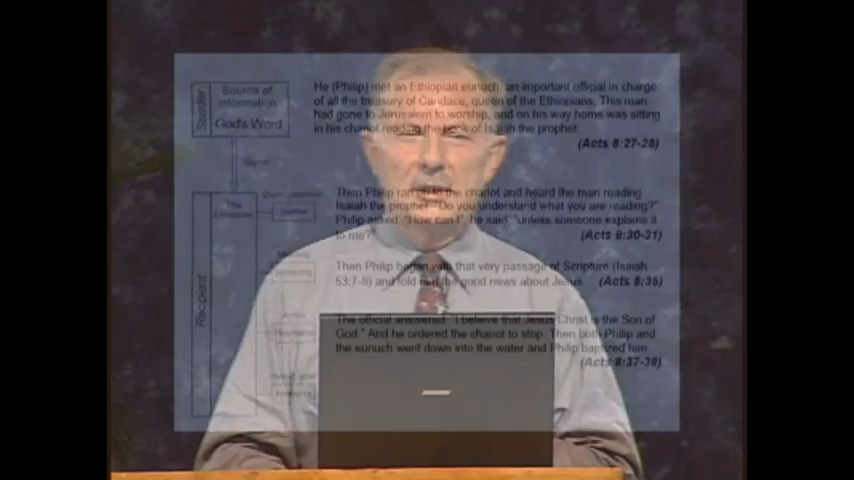 Sender
Source of
Information
God's Word
Signal
He (Philip) met an Ethiopian eunuch, an important official in charge
of all the treasury of Candace, queen of the Ethiopians. This man
had gone to Jerusalem to worship, and on his way home was sitting
in his chariot reading the book of Isaiah the prophet.
(Acts 8:27-28)
Recipient
The
Ethiopian
Then Philip ran up to the chariot and heard the man reading
Isaiah the prophet. "Do you understand what you are reading?"
Philip asked. "How can I", he said, "unless someone explains it
to me?"
(Acts 8:30-31)
Then Philip began with that very passage of Scripture (Isaiah
53:7-8) and told him the good news about Jesus. (Acts 8:35)
The official answered, "I believe that Jesus Christ is the Son of
God." And he ordered the chariot to stop. Then both Philip and
the eunuch went down into the water and Philip baptized him.
(Acts 8:37-38)